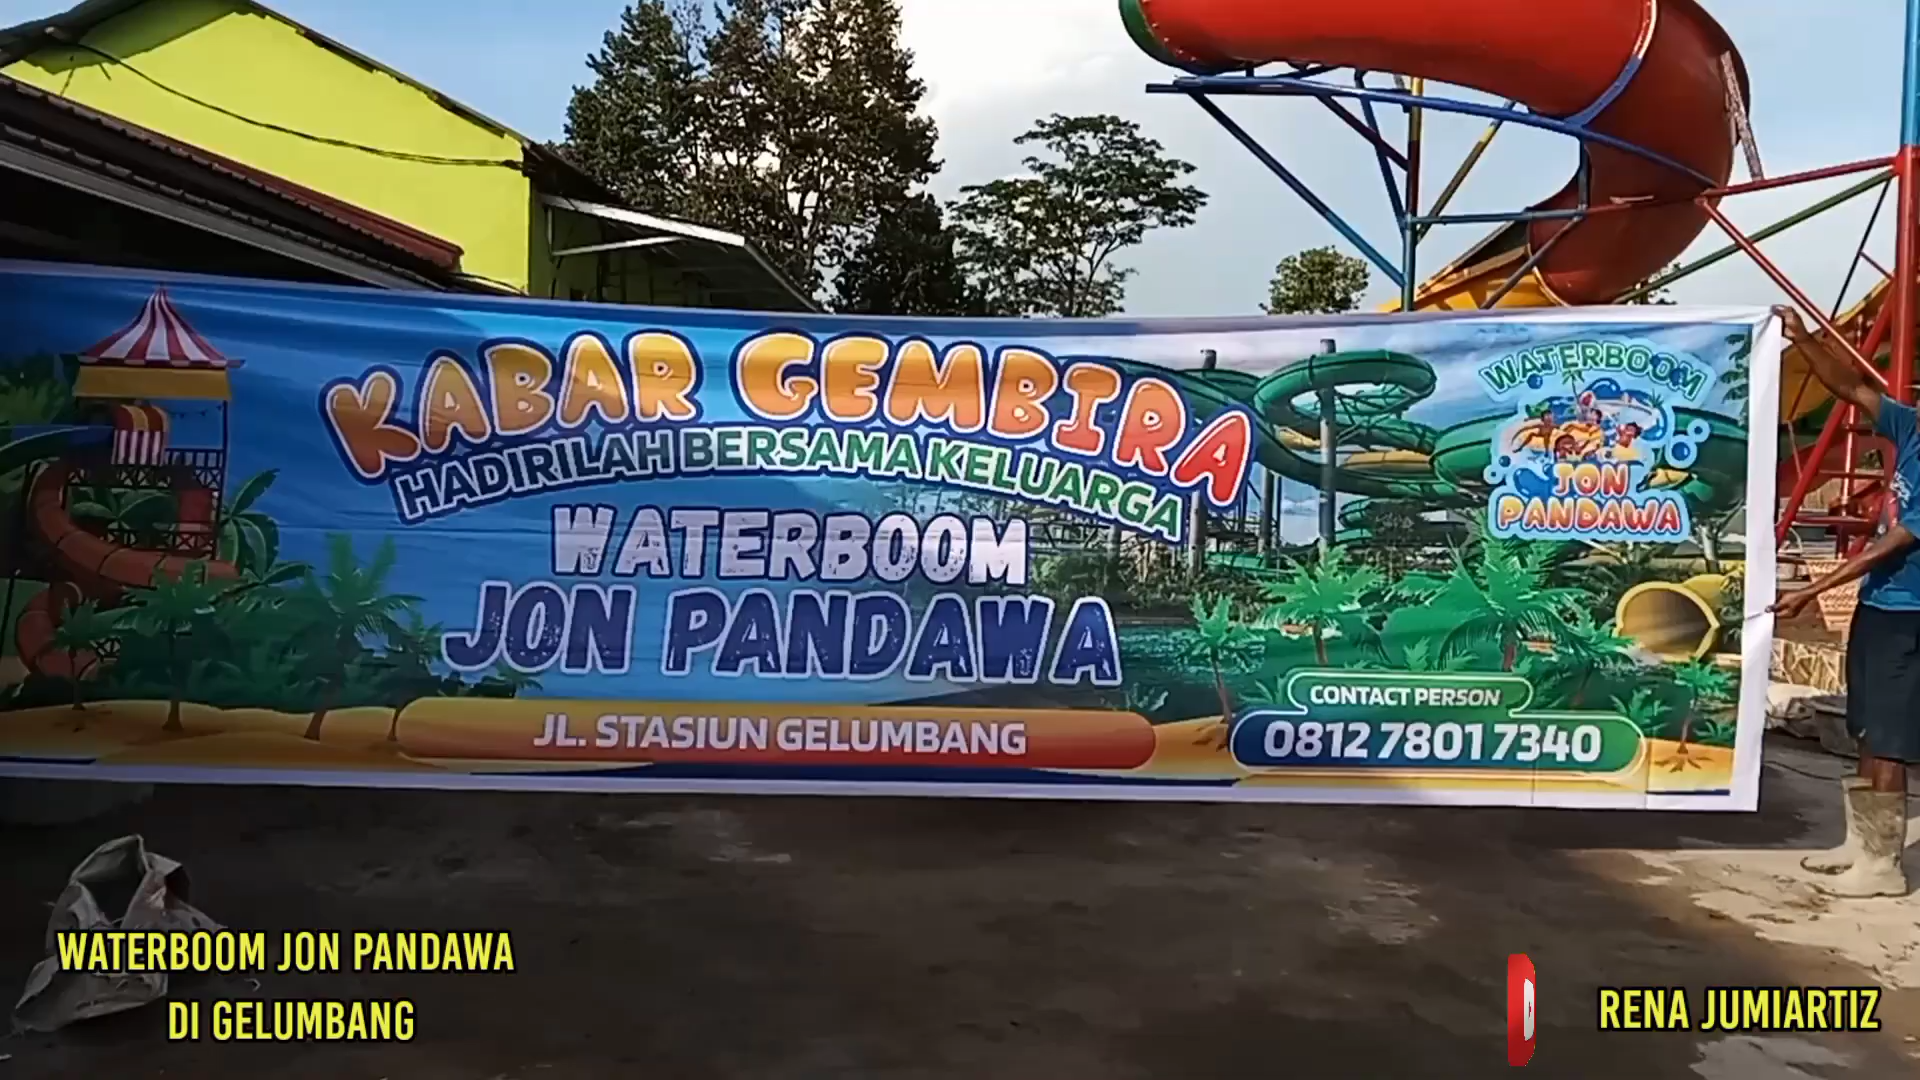 KABAR GEMBIRA
HADIRILAH BERSAMA KELUARGA
WATERBOOM
JON PANDAWA
JL. STASIUN GELUMBANG
WATERBOOM
JON
PANDAWA
CONTACT PERSON
0812 7801 7340
WATERBOOM JON PANDAWA
DI GELUMBANG
RENA JUMIARTIZ